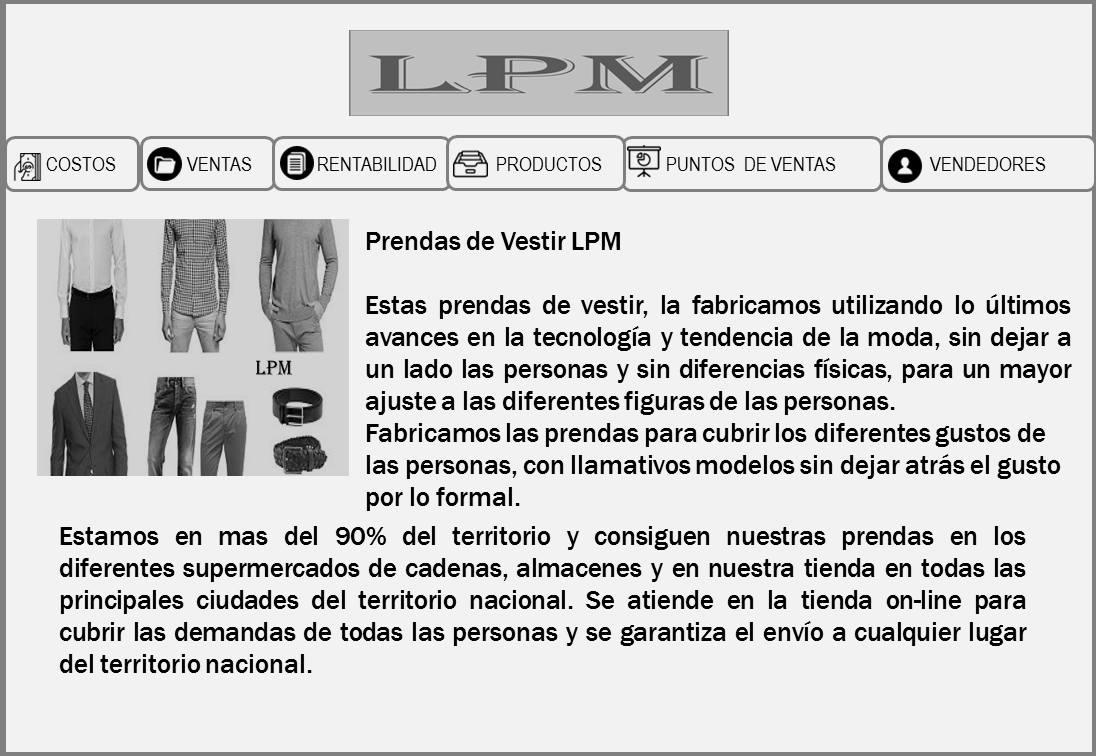 LPM
COSTOS
VENTAS
RENTABILIDAD
PRODUCTOS
PUNTOS DE VENTAS
VENDEDORES
LPM
Prendas de Vestir LPM
Estas prendas de vestir, la fabricamos utilizando lo últimos
avances en la tecnología y tendencia de la moda, sin dejar a
un lado las personas y sin diferencias físicas, para un mayor
ajuste a las diferentes figuras de las personas.
Fabricamos las prendas para cubrir los diferentes gustos de
las personas, con llamativos modelos sin dejar atrás el gusto
por lo formal.
Estamos en mas del 90% del territorio y consiguen nuestras prendas en los
diferentes supermercados de cadenas, almacenes y en nuestra tienda en todas las
principales ciudades del territorio nacional. Se atiende en la tienda on-line para
cubrir las demandas de todas las personas y se garantiza el envío a cualquier lugar
del territorio nacional.